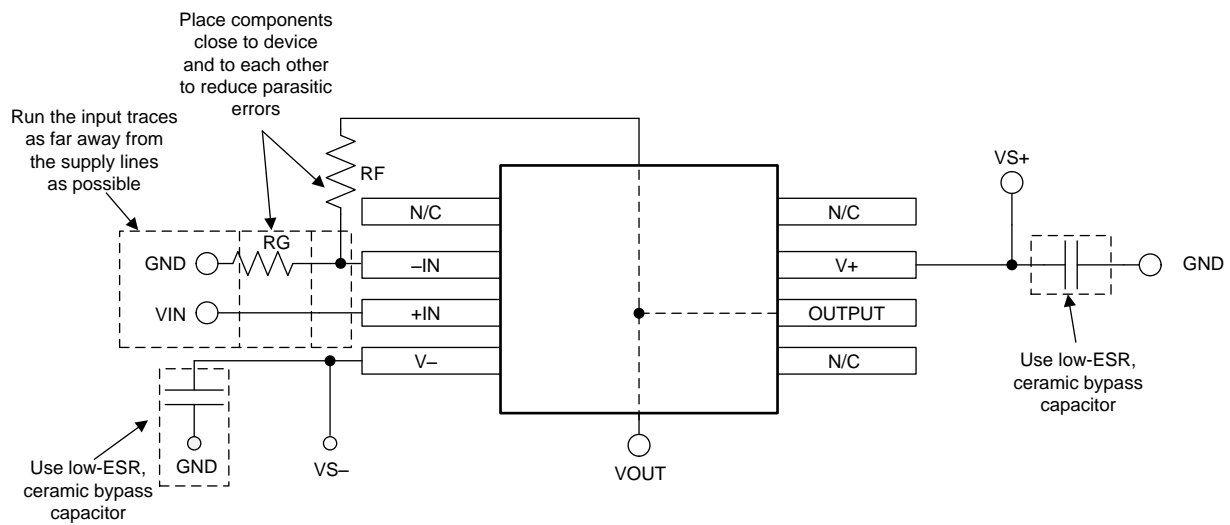 Place components
close to device
and to each other
to reduce parasitic
errors
Run the input traces
as far away from
the supply lines
as possible
RF
VS+
N/C
N/C
RG
GND
–IN
V+
GND
VIN
+IN
OUTPUT
V–
N/C
Use low-ESR,
ceramic bypass
capacitor
GND
VS–
VOUT
Use low-ESR,
ceramic bypass
capacitor